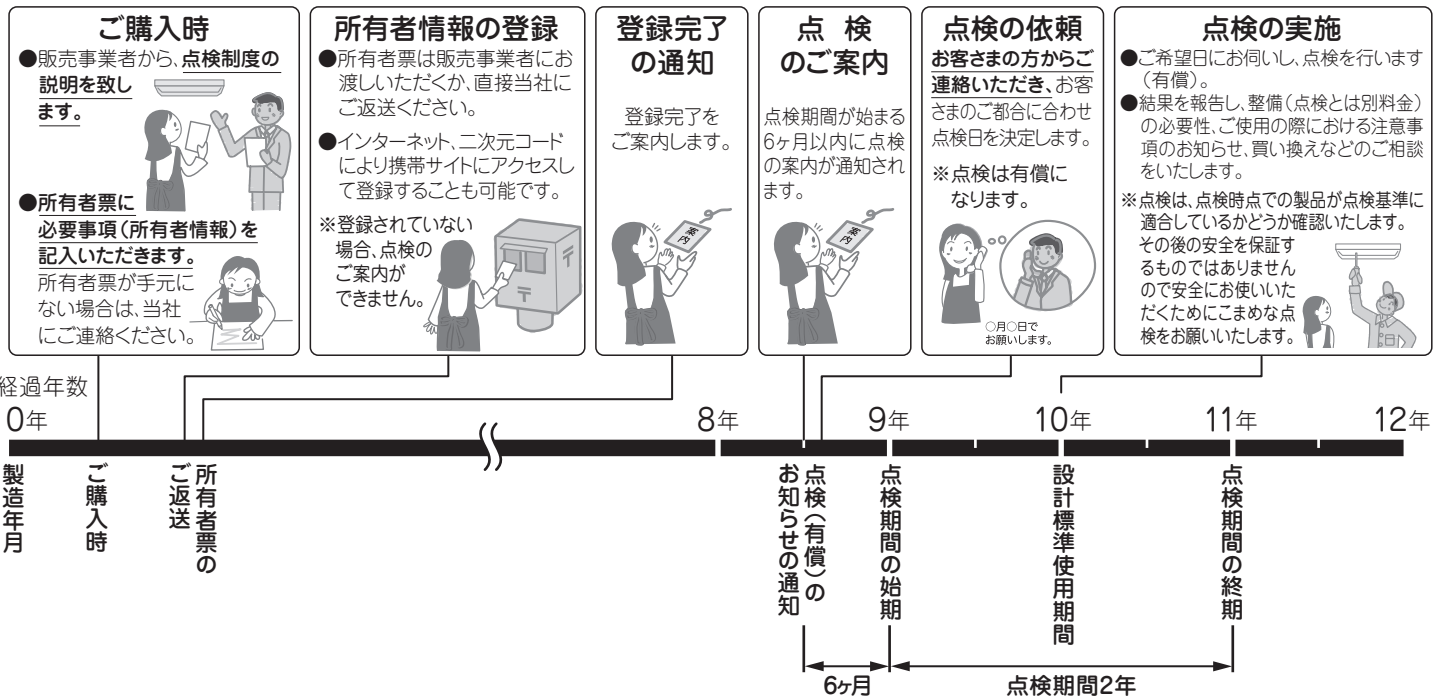 ご購入時
●販売事業者から、点検制度の
説明を致し
ます。
●所有者票に
必要事項(所有者情報)を
記入いただきます。
所有者票が手元に
ない場合は、当社
にご連絡ください。
所有者情報の登録
●所有者票は販売事業者にお
渡しいただくか、直接当社に
ご返送ください。
●インターネット、二次元コード
により携帯サイトにアクセスし
て登録することも可能です。
※登録されていない
場合、点検の
ご案内が
できません。
〒
〒
登録完了
の通知
登録完了を
ご案内します。
案内
点 検
のご案内
点検期間が始まる
6ヶ月以内に点検
の案内が通知され
ます。
案内
点検の依頼
お客さまの方からご
連絡いただき、お客
さまのご都合に合わせ
点検日を決定します。
※点検は有償に
なります。
○月○日で
お願いします。
点検の実施
●ご希望日にお伺いし、点検を行います
(有償)。
●結果を報告し、整備(点検とは別料金)
の必要性、ご使用の際における注意事
項のお知らせ、買い換えなどのご相談
をいたします。
※点検は、点検時点での製品が点検基準に
適合しているかどうか確認いたします。
その後の安全を保証す
るものではありません
ので安全にお使いいた
だくためにこまめな点
検をお願いいたします。
経過年数
0年
8年
9年
10年
11年
12年
製造年月
ご購入時
所有者票の
ご返送
点検(有償)の
お知らせの通知
点検期間の始期
設計標準使用期間
点検期間の終期
6ヶ月
点検期間2年